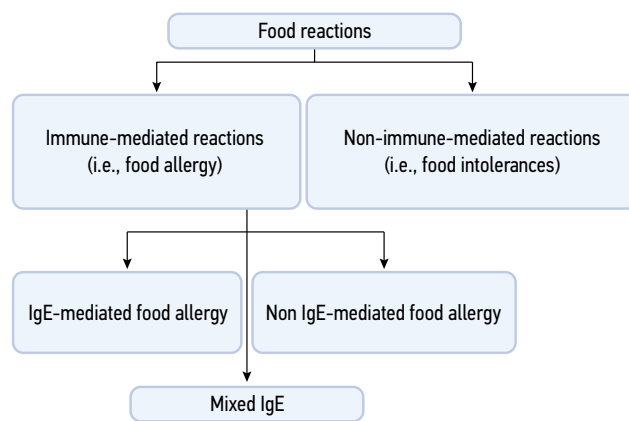 Food reactions
Immune-mediated reactions
(i.e., food allergy)
Non-immune-mediated reactions
(i.e., food intolerances)
IgE-mediated food allergy
Non IgE-mediated food allergy
Mixed IgE